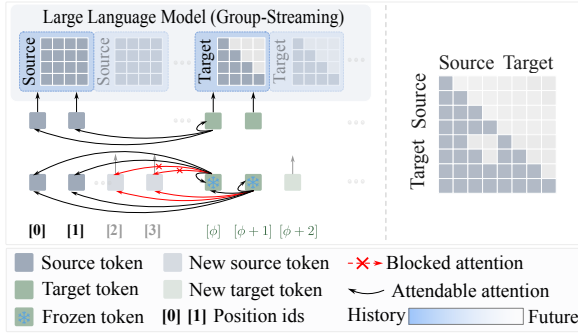 Large Language Model (Group-Streaming)
Source
Source
Target
Target
Source Target
Source
Target
[0] [1] [2] [3] [ϕ] [ϕ + 1] [ϕ + 2]
Source token
New source token
Blocked attention
Target token
New target token
Attendable attention
Frozen token
[0] [1] Position ids
History
Future